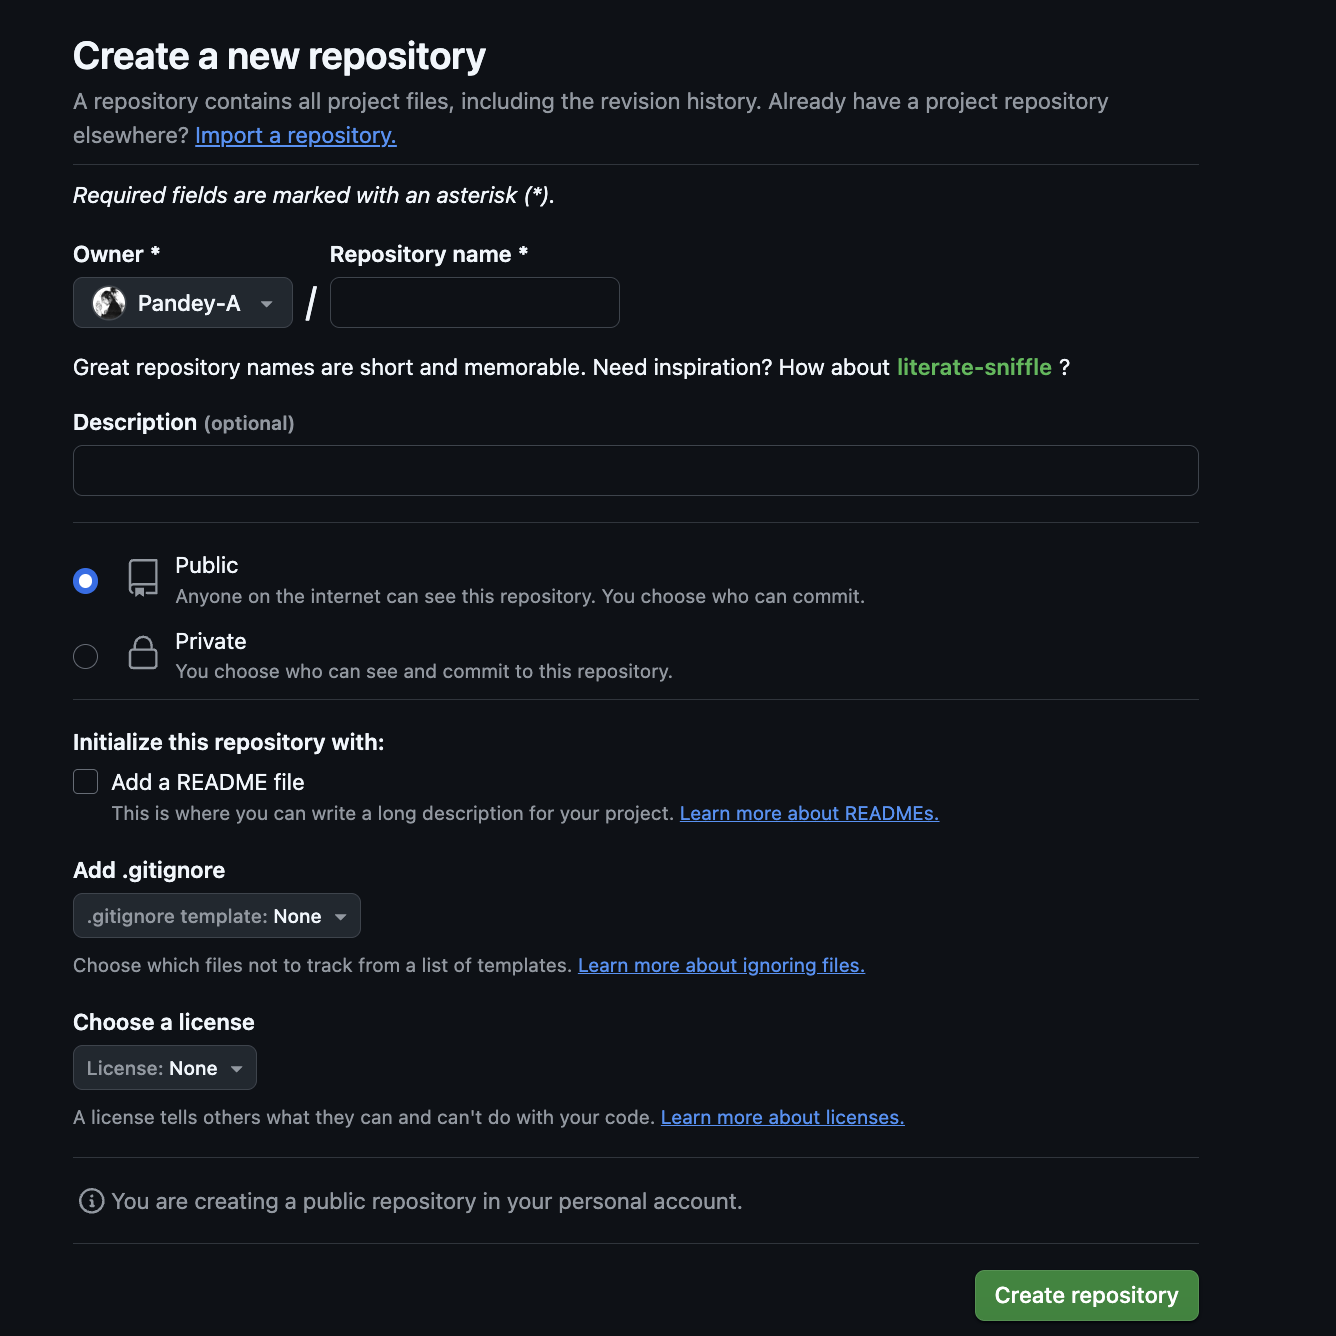 Create a new repository
A repository contains all project files, including the revision history. Already have a project repository
elsewhere? Import a repository.
Required fields are marked with an asterisk (*).
Owner *
Repository name *
Pandey-A
/
Great repository names are short and memorable. Need inspiration? How about literate-sniffle ?
Description (optional)
Public
Anyone on the internet can see this repository. You choose who can commit.
Private
You choose who can see and commit to this repository.
Initialize this repository with:
Add a README file
This is where you can write a long description for your project. Learn more about READMEs.
Add .gitignore
.gitignore template: None
Choose which files not to track from a list of templates. Learn more about ignoring files.
Choose a license
License: None
A license tells others what they can and can't do with your code. Learn more about licenses.
You are creating a public repository in your personal account.
Create repository